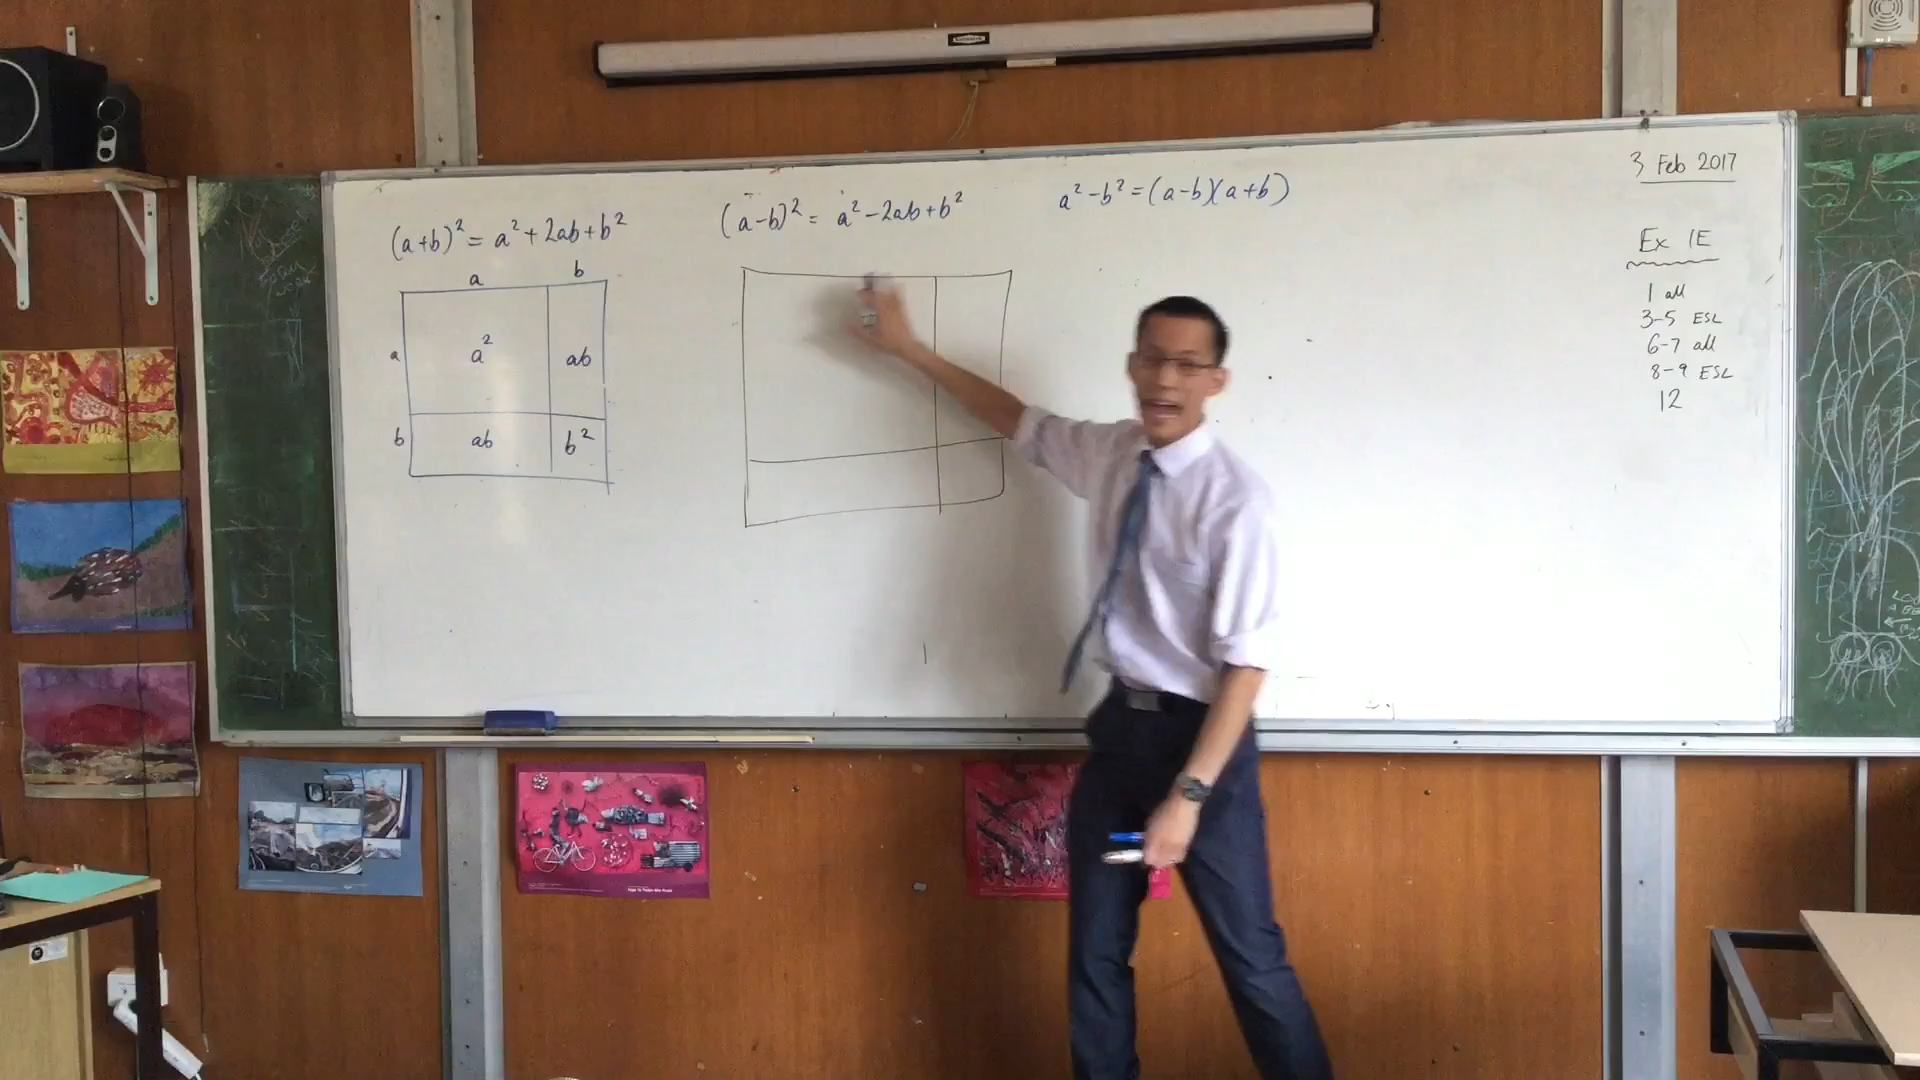 (a+b)² = a² + 2ab + b²
a b
a a² ab
b ab b²
(a-b)² = a² - 2ab + b²
a² - b² = (a-b)(a+b)
3 Feb 2017
Ex 1E
1 all
3-5 ESL
6-7 all
8-9 ESL
12